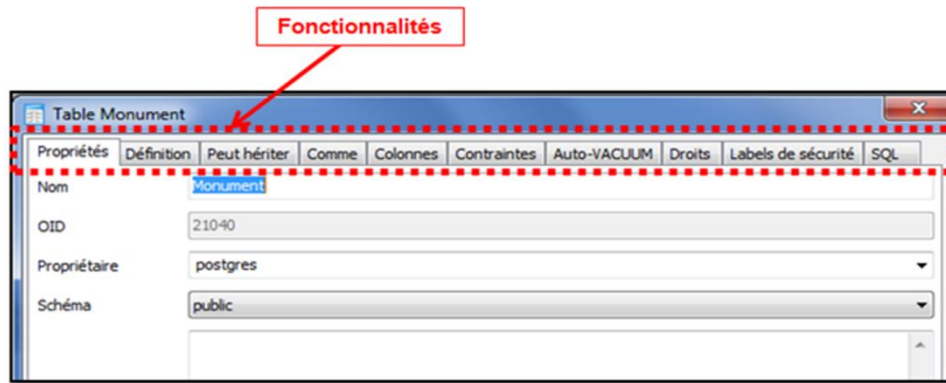 Fonctionnalités
Table Monument
Propriétés Définition Peut hériter Comme Colonnes Contraintes Auto-VACUUM Droits Labels de sécurité SQL
Nom Monument
OID 21040
Propriétaire postgres
Schéma public